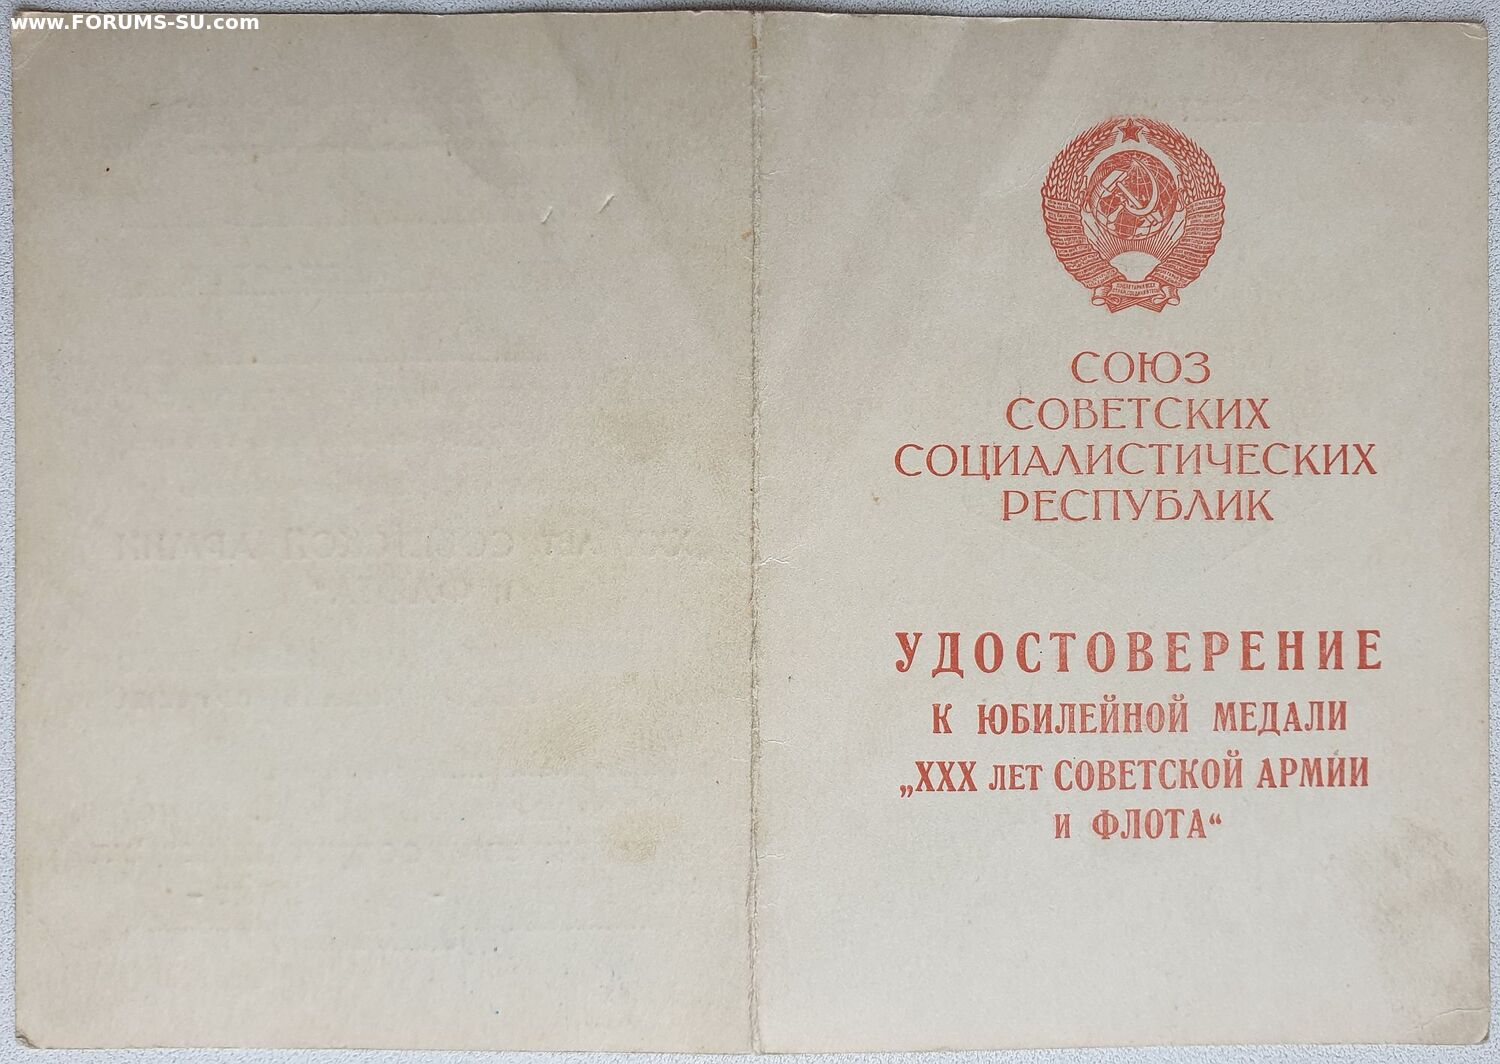 www.FORUMS-SU.com
СОЮЗ
СОВЕТСКИХ
СОЦИАЛИСТИЧЕСКИХ
РЕСПУБЛИК
УДОСТОВЕРЕНИЕ
К ЮБИЛЕЙНОЙ МЕДАЛИ
„XXX ЛЕТ СОВЕТСКОЙ АРМИИ
И ФЛОТА“